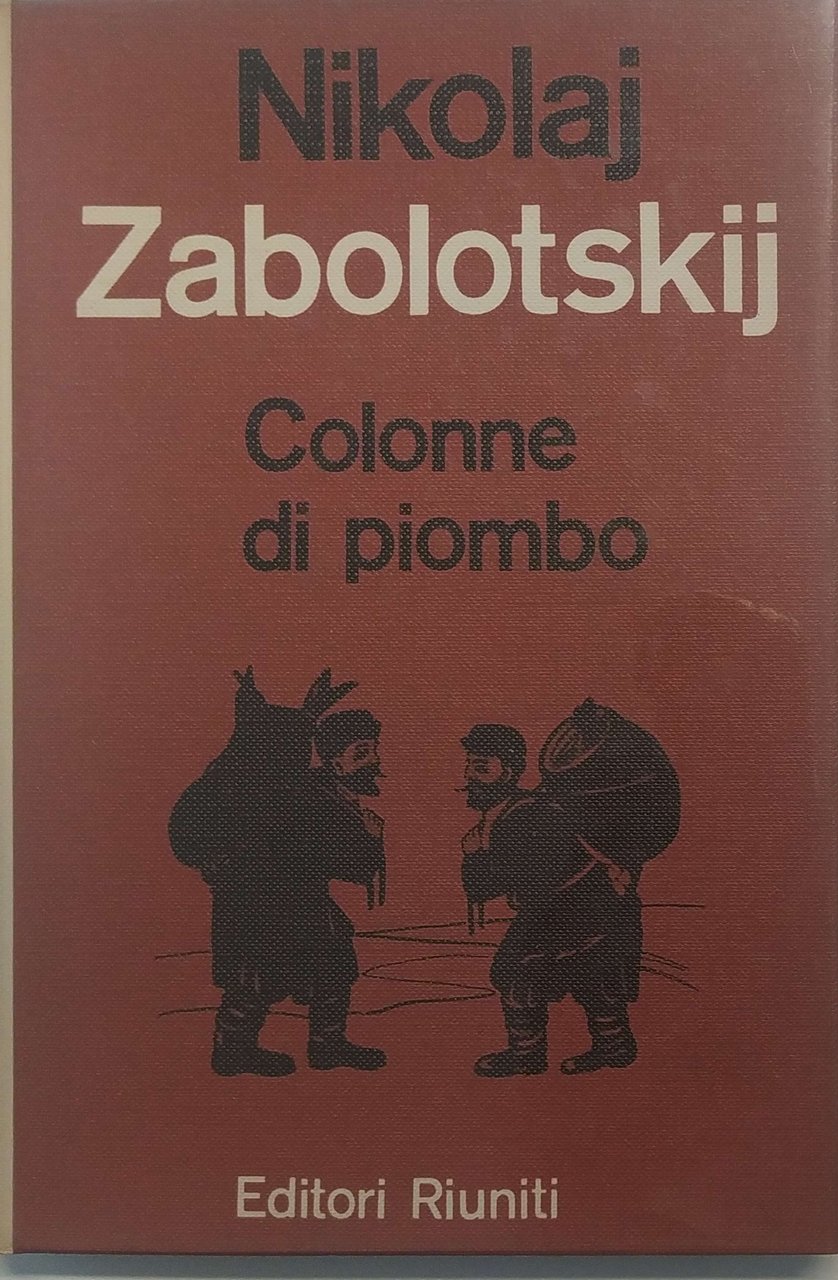 Nikolaj
Zabolotskij
Colonne
di piombo
Editori Riuniti